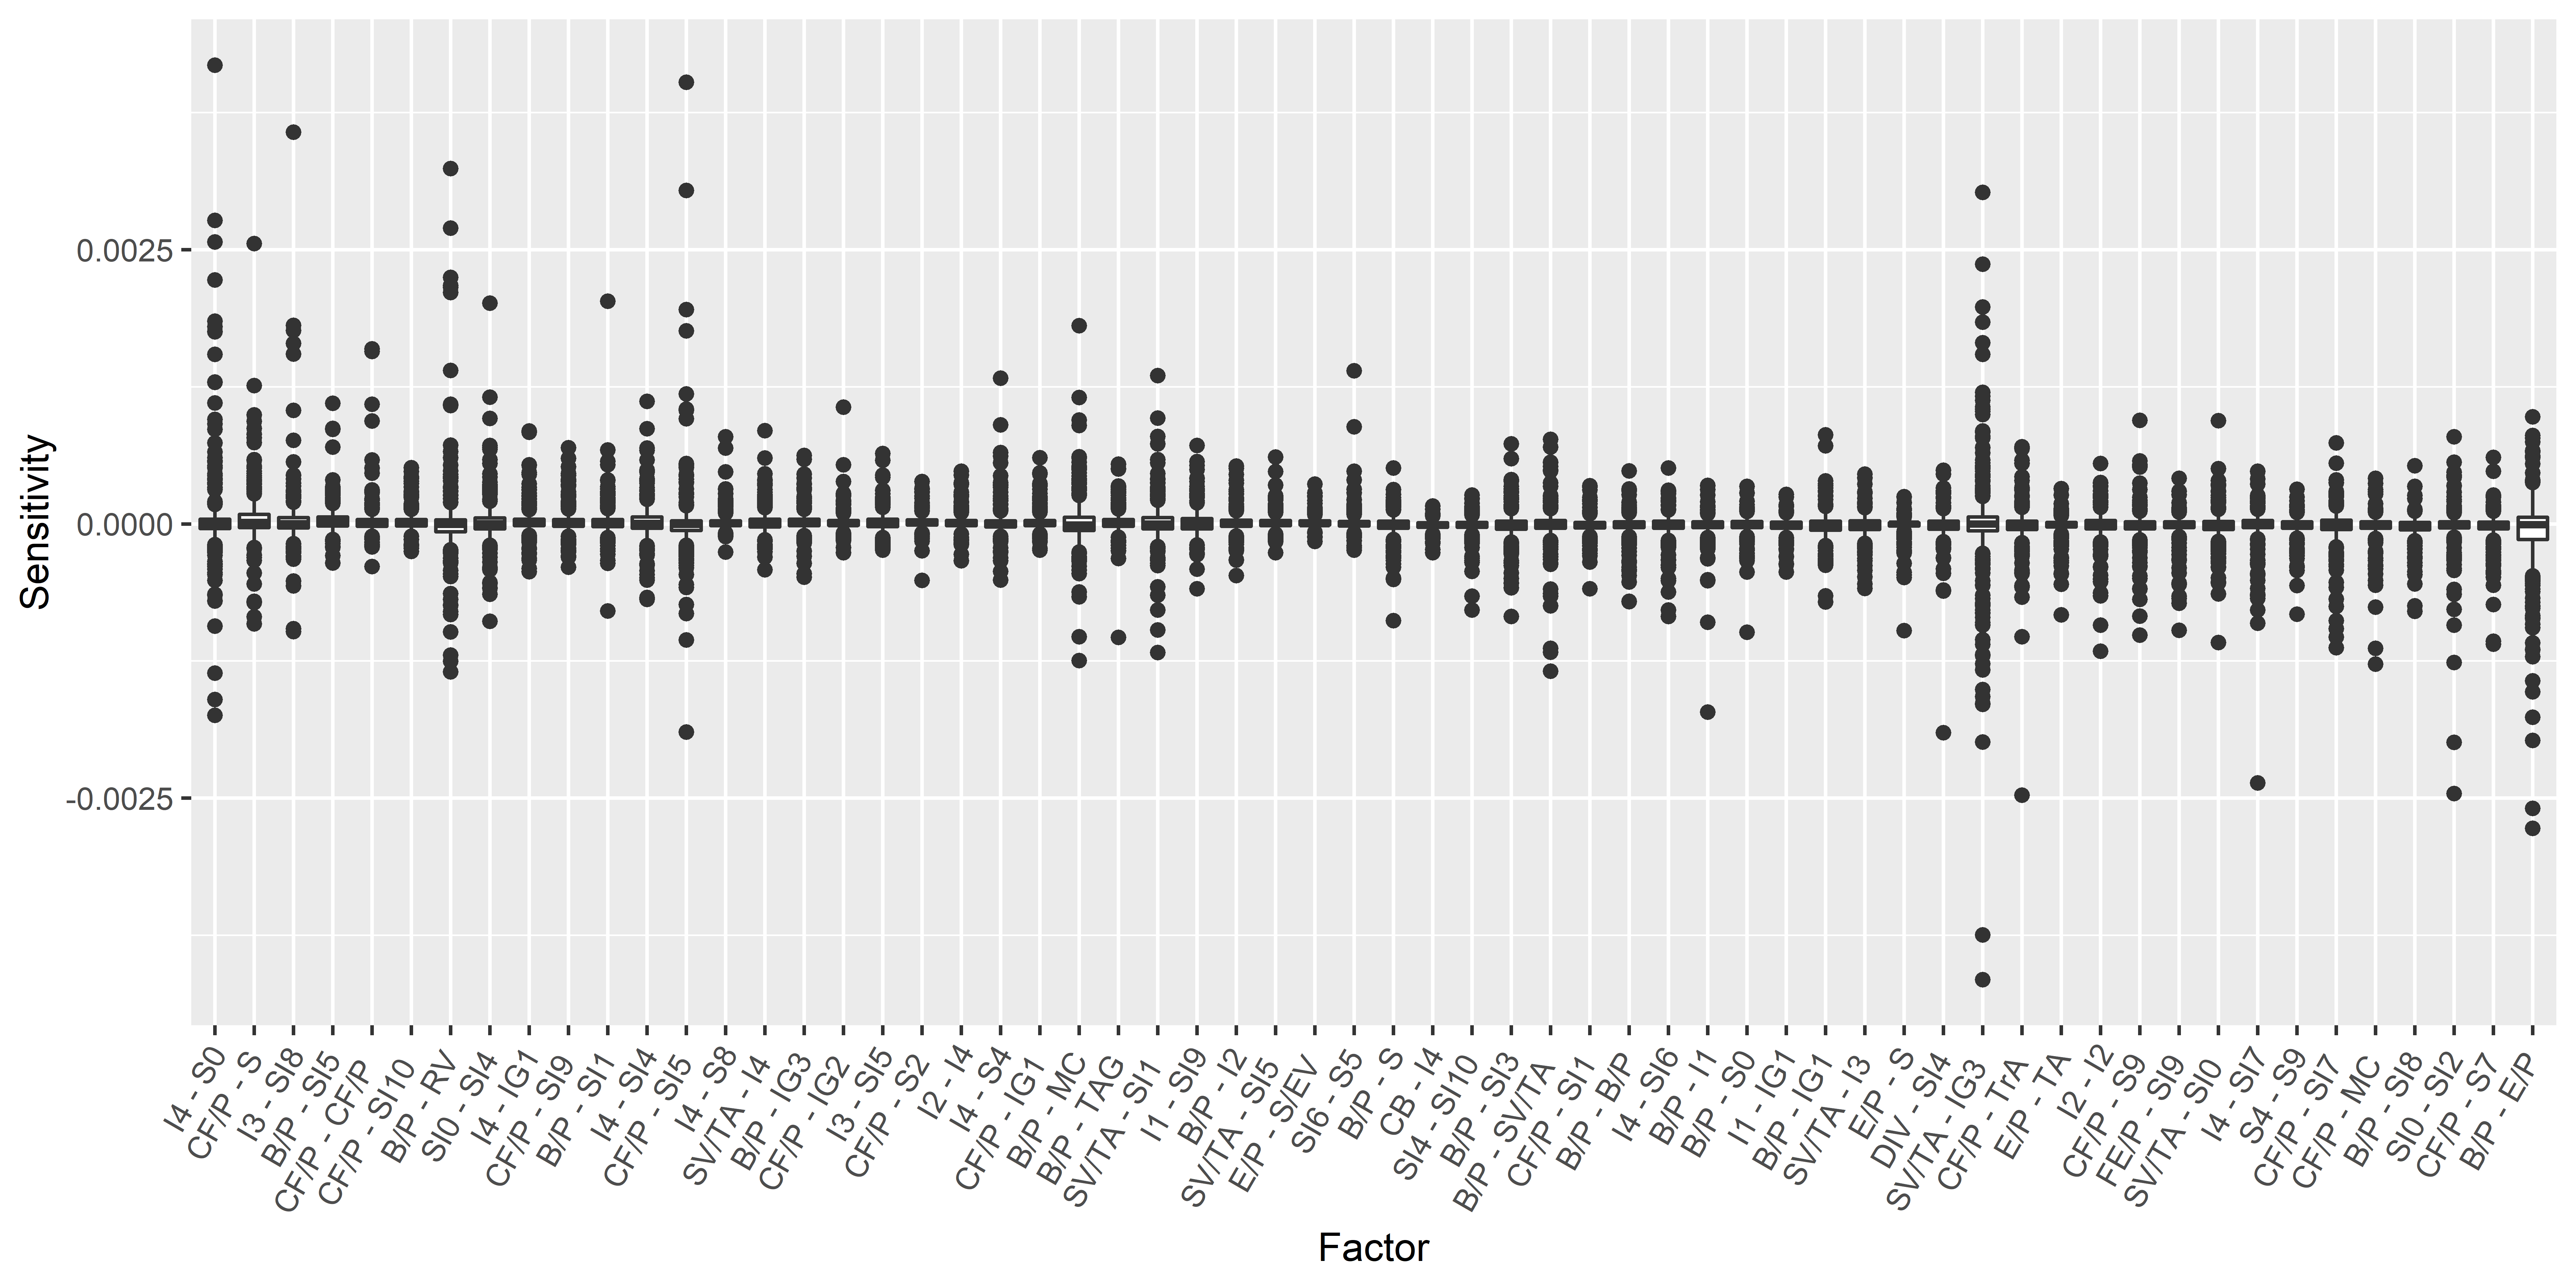 Sensitivity
0.0025
0.0000
-0.0025
I4 - S0
CF/P - S
I3 - SI8
B/P - SI5
CF/P - CF/P
CF/P - SI10
B/P - RV
SI0 - SI4
I4 - IG1
CF/P - SI9
B/P - SI1
I4 - SI4
CF/P - SI5
I4 - S8
SV/TA - I4
B/P - IG3
CF/P - IG2
I3 - SI5
CF/P - S2
I2 - I4
I4 - S4
CF/P - IG1
B/P - MC
B/P - TAG
SV/TA - SI1
I1 - SI9
B/P - I2
SV/TA - SI5
E/P - S/EV
SI6 - S5
B/P - S
CB - I4
SI4 - SI10
B/P - SI3
B/P - SV/TA
CF/P - SI1
B/P - B/P
I4 - SI6
B/P - I1
B/P - S0
I1 - IG1
B/P - IG1
SV/TA - I3
E/P - S
DIV - SI4
SV/TA - IG3
CF/P - TrA
E/P - TA
I2 - I2
CF/P - S9
FE/P - SI9
SV/TA - SI0
I4 - SI7
S4 - S9
CF/P - SI7
CF/P - MC
B/P - SI8
SI0 - SI2
CF/P - S7
B/P - E/P
Factor